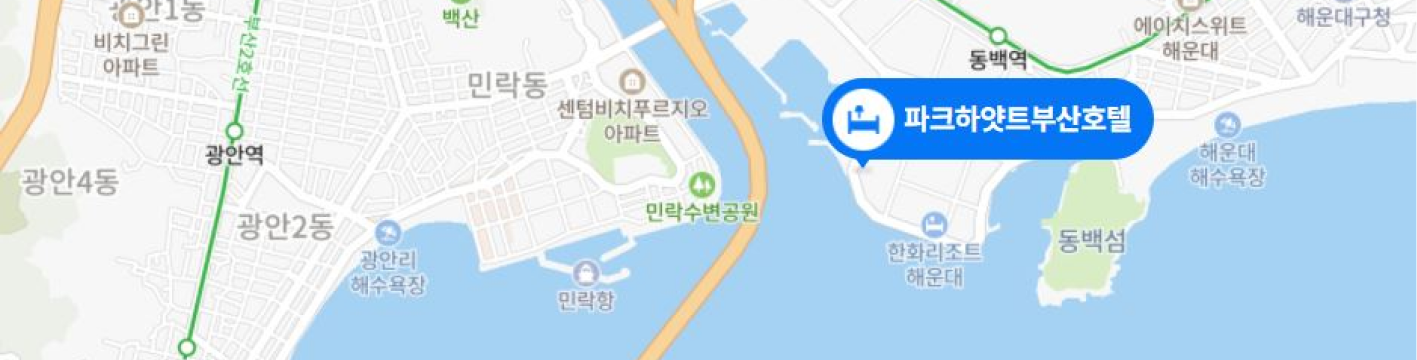 광안1동
비치그린
아파트
부산2호선
백산
민락동
센텀비치푸르지오
아파트
동백역
에이치스위트
해운대
해운대구청
파크하얏트부산호텔
광안역
광안4동
광안2동
민락수변공원
해운대
해수욕장
광안리
해수욕장
민락항
한화리조트
해운대
동백섬